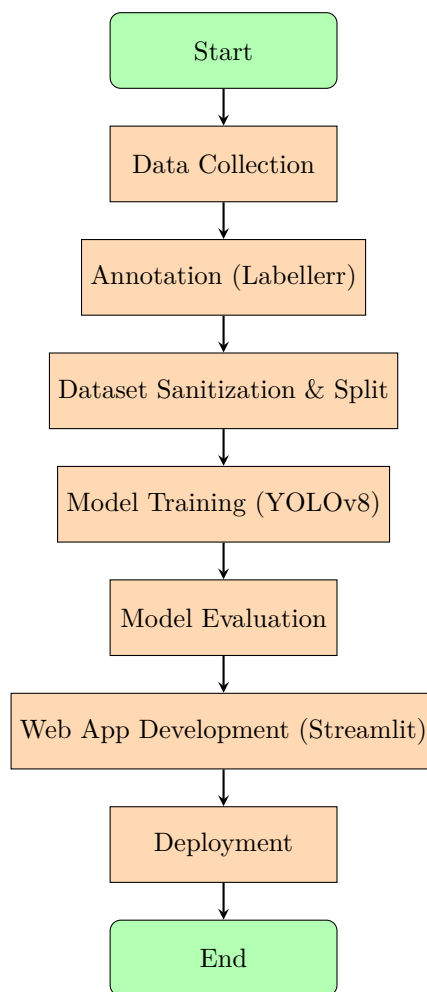 Start
Data Collection
Annotation (Labellerr)
Dataset Sanitization & Split
Model Training (YOLOv8)
Model Evaluation
Web App Development (Streamlit)
Deployment
End